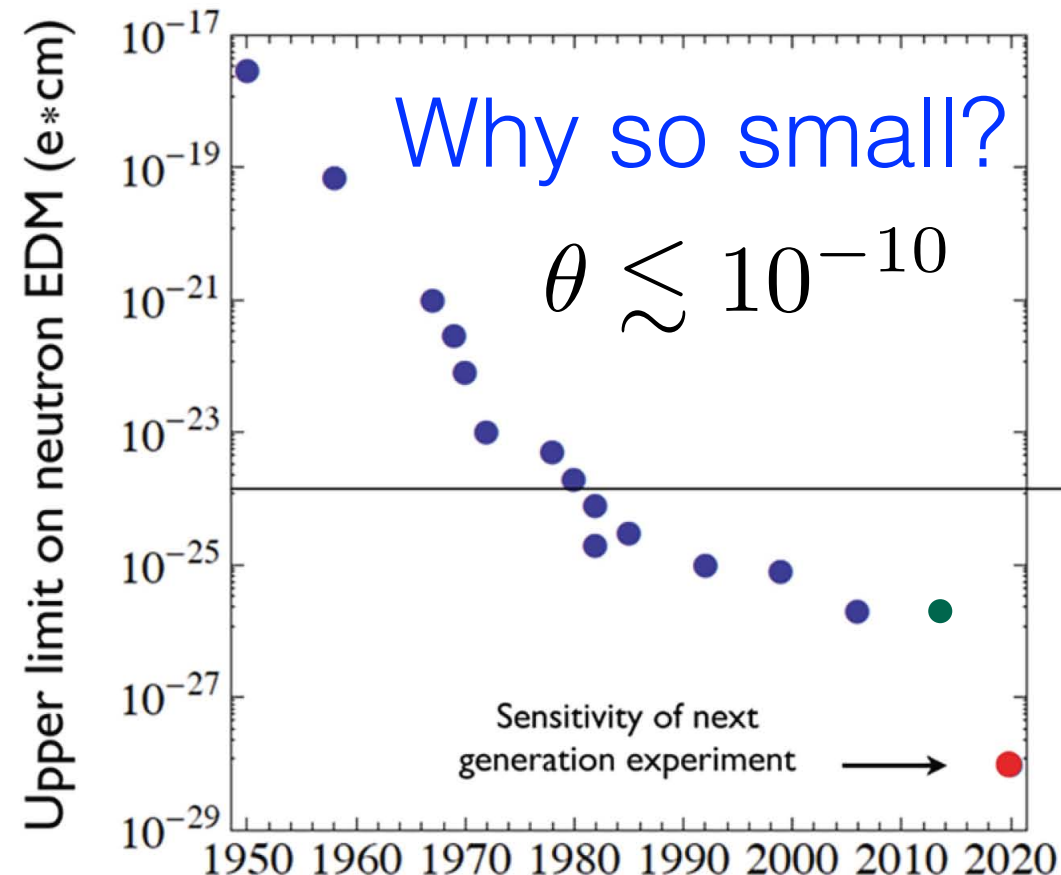 Upper limit on neutron EDM (e*cm)
10^{-17}
10^{-19}
10^{-21}
10^{-23}
10^{-25}
10^{-27}
10^{-29}
Why so small?
θ ≲ 10^{-10}
Sensitivity of next
generation experiment
1950 1960 1970 1980 1990 2000 2010 2020